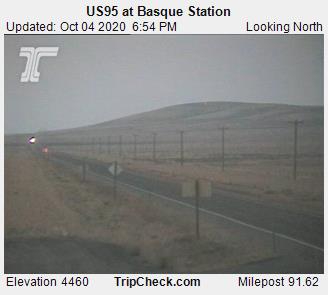 US95 at Basque Station
Updated: Oct 04 2020 6:54 PM Looking North
Elevation 4460 TripCheck.com Milepost 91.62